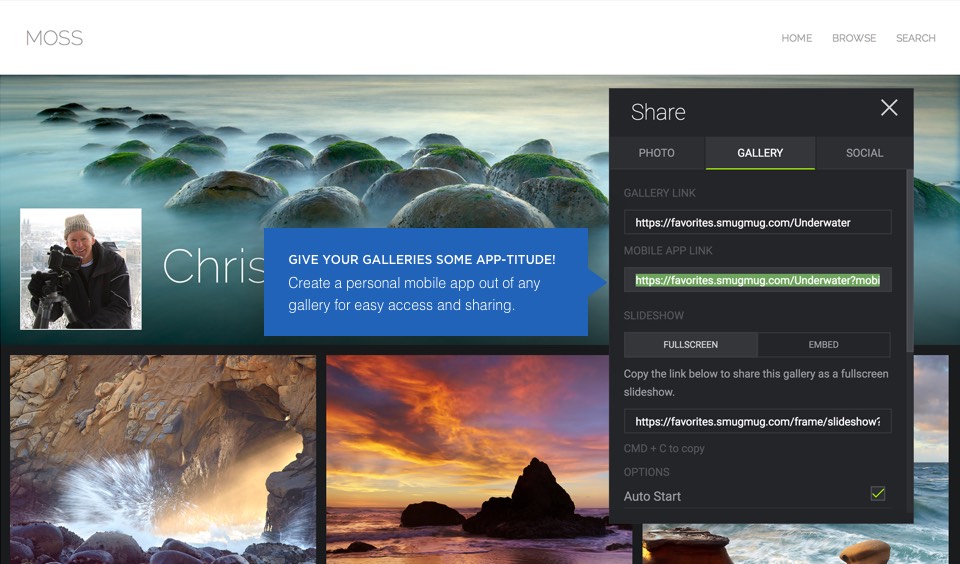 MOSS
HOME BROWSE SEARCH
Chris
GIVE YOUR GALLERIES SOME APP-TITUDE!
Create a personal mobile app out of any
gallery for easy access and sharing.
Share
PHOTO GALLERY SOCIAL
GALLERY LINK
https://favorites.smugmug.com/Underwater
MOBILE APP LINK
https://favorites.smugmug.com/Underwater?mobi
SLIDESHOW
FULLSCREEN EMBED
Copy the link below to share this gallery as a fullscreen
slideshow.
https://favorites.smugmug.com/frame/slideshow?
CMD + C to copy
OPTIONS
Auto Start